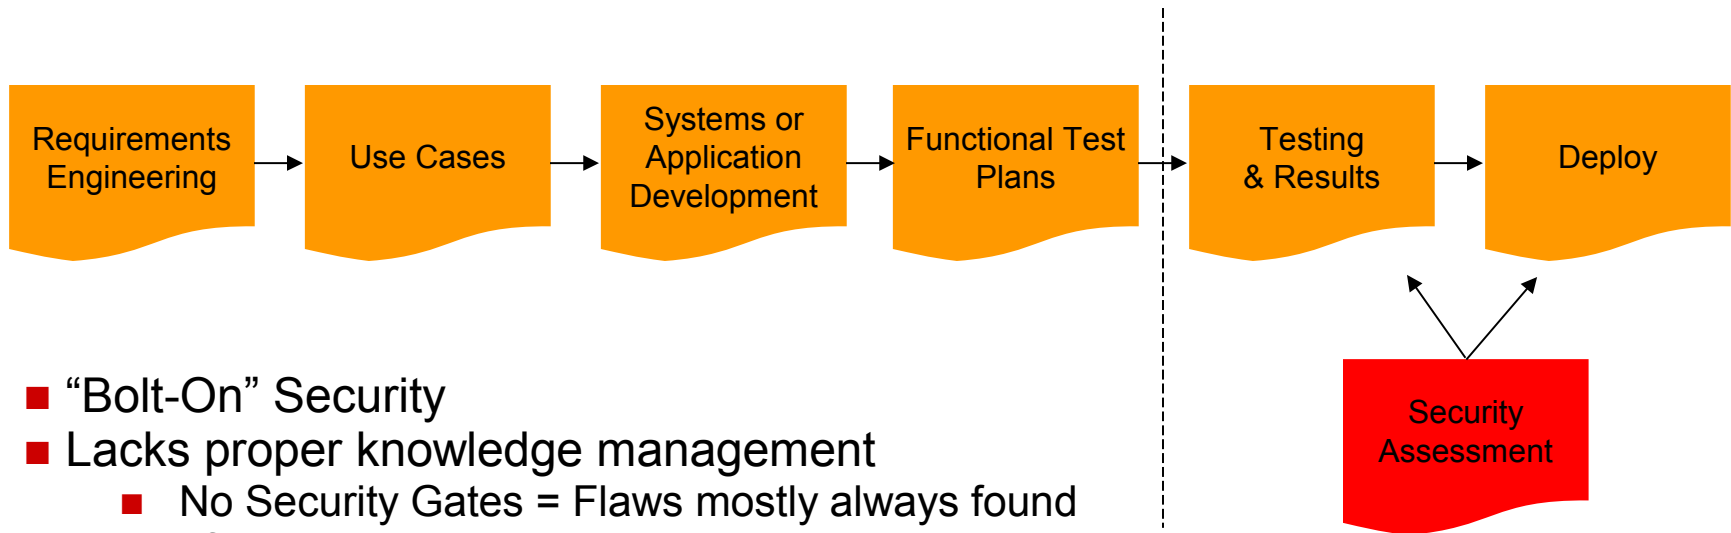 Requirements
Engineering
Use Cases
Systems or
Application
Development
Functional Test
Plans
Testing
& Results
Deploy
Security
Assessment
“Bolt-On” Security
Lacks proper knowledge management
No Security Gates = Flaws mostly always found